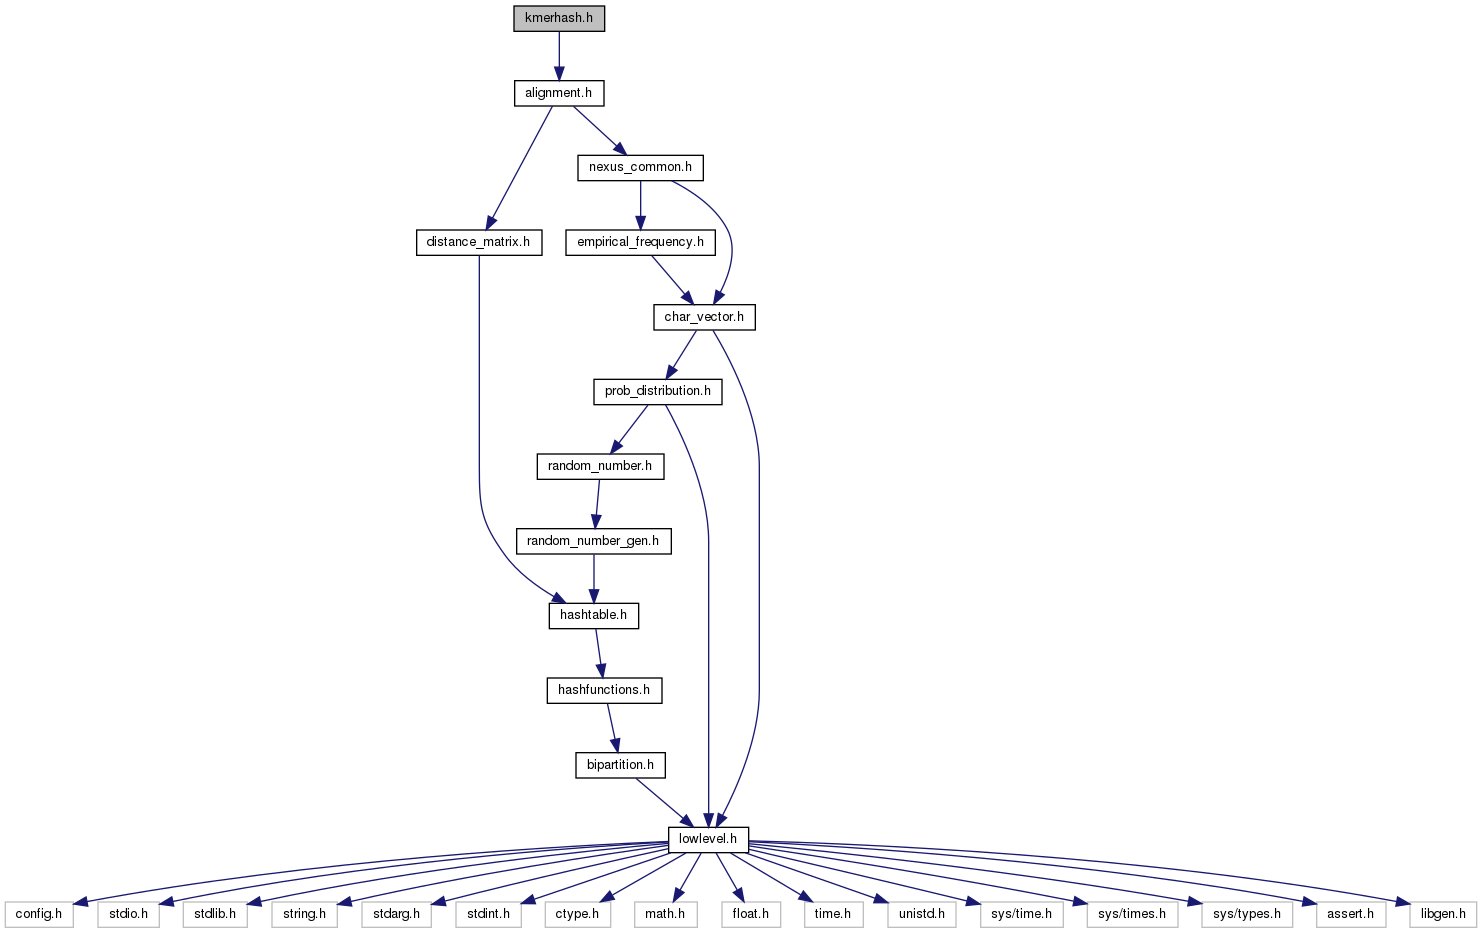 kmerhash.h
alignment.h
nexus_common.h
distance_matrix.h
empirical_frequency.h
char_vector.h
prob_distribution.h
random_number.h
random_number_gen.h
hashtable.h
hashfunctions.h
bipartition.h
lowlevel.h
config.h
stdio.h
stdlib.h
string.h
stdarg.h
stdint.h
ctype.h
math.h
float.h
time.h
unistd.h
sys/time.h
sys/times.h
sys/types.h
assert.h
libgen.h